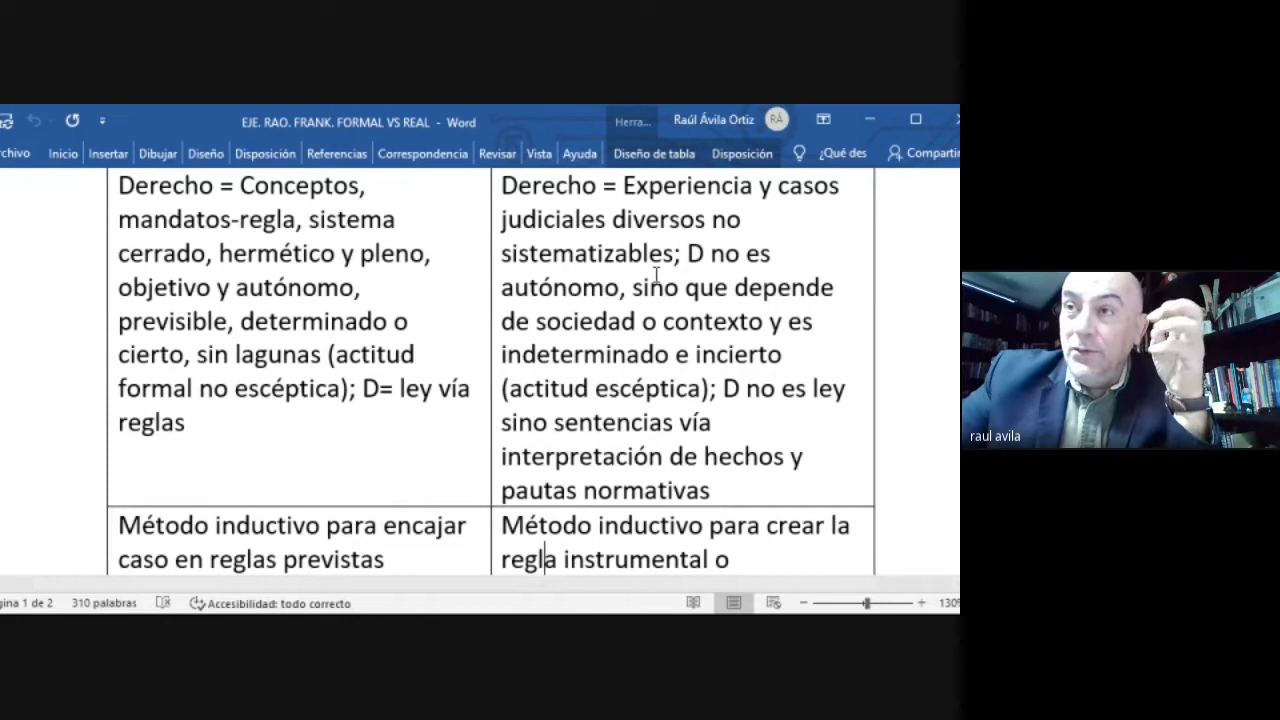 EJE. RAO. FRANK. FORMAL VS REAL - Word
Herra...
Raúl Ávila Ortiz
RÁ
rchivo Inicio Insertar Dibujar Diseño Disposición Referencias Correspondencia Revisar Vista Ayuda Diseño de tabla Disposición ¿Qué des Compartir
Derecho = Conceptos,
mandatos-regla, sistema
cerrado, hermético y pleno,
objetivo y autónomo,
previsible, determinado o
cierto, sin lagunas (actitud
formal no escéptica); D= ley vía
reglas
Derecho = Experiencia y casos
judiciales diversos no
sistematizables; D no es
autónomo, sino que depende
de sociedad o contexto y es
indeterminado e incierto
(actitud escéptica); D no es ley
sino sentencias vía
interpretación de hechos y
pautas normativas
Método inductivo para encajar
caso en reglas previstas
Método inductivo para crear la
regla instrumental o
gina 1 de 2 310 palabras Accesibilidad: todo correcto 130%
raul avila